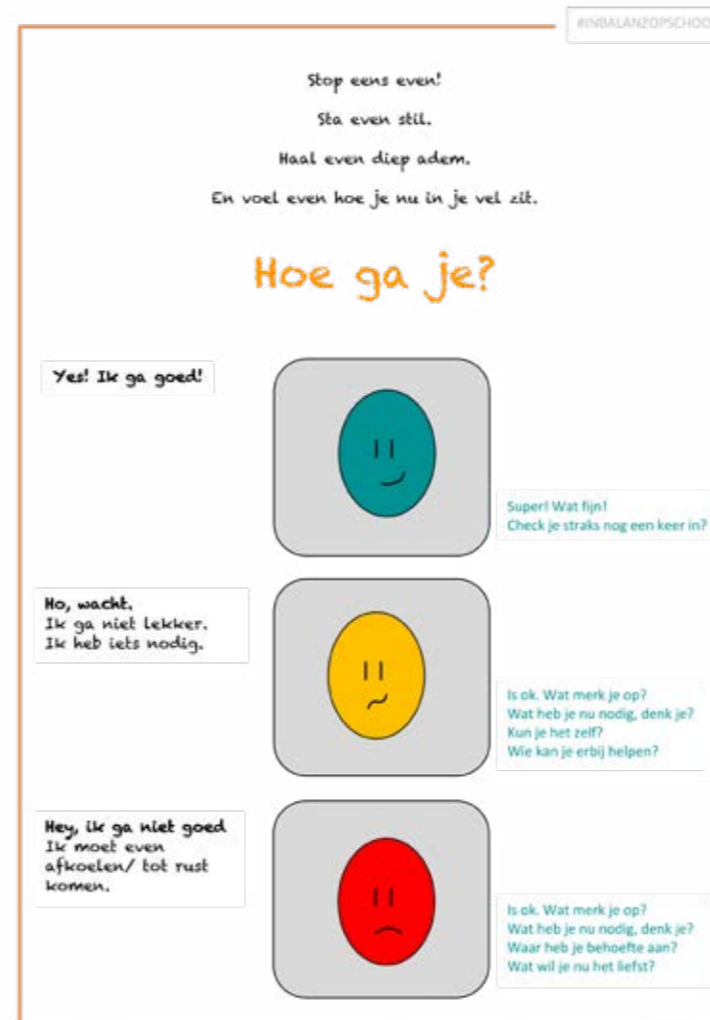 #INBALANZOPSCHOO
Stop eens even!
Sta even stil.
Haal even diep adem.
En voel even hoe je nu in je vel zit.
Hoe ga je?
Yes! Ik ga goed!
Super! Wat fijn!
Check je straks nog een keer in?
Ho, wacht.
Ik ga niet lekker.
Ik heb iets nodig.
Is ok. Wat merk je op?
Wat heb je nu nodig, denk je?
Kun je het zelf?
Wie kan je erbij helpen?
Hey, ik ga niet goed
Ik moet even
afkoelen/ tot rust
komen.
Is ok. Wat merk je op?
Wat heb je nu nodig, denk je?
Waar heb je behoefte aan?
Wat wil je nu het liefst?